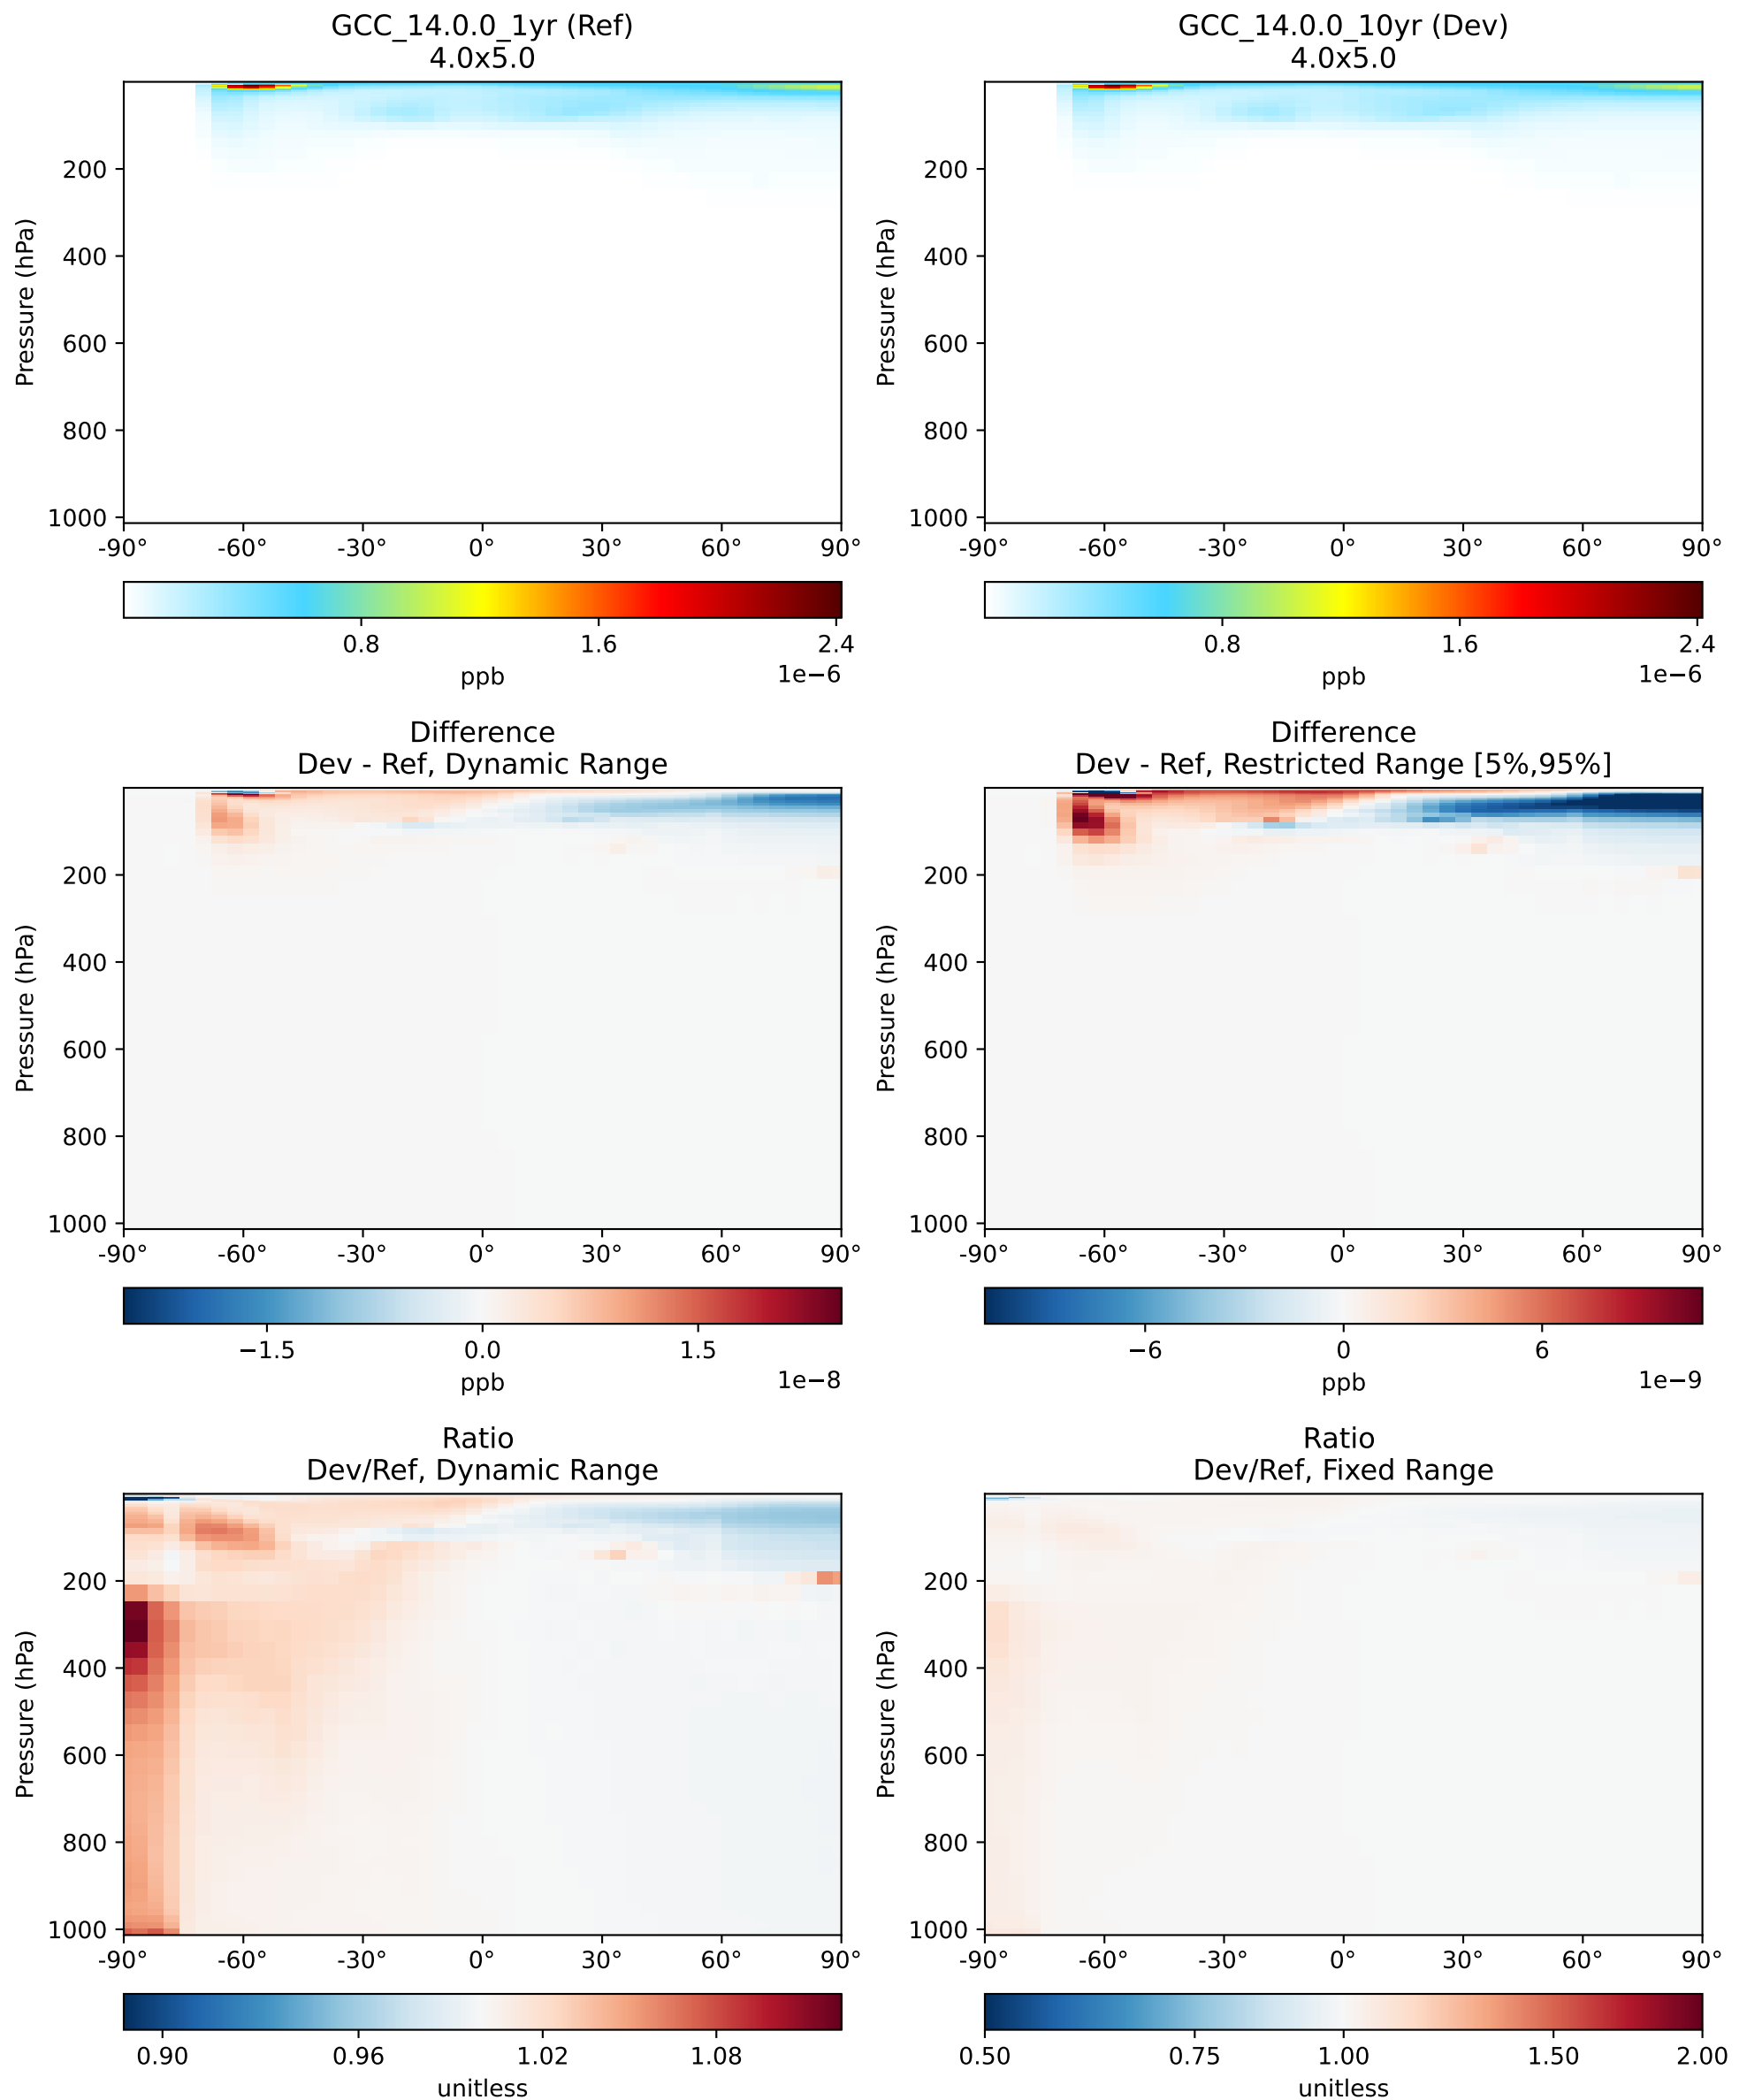 GCC_14.0.0_1yr (Ref)
4.0x5.0
Pressure (hPa)
200
400
600
800
1000
-90° -60° -30° 0° 30° 60° 90°
0.8 1.6 2.4
ppb
1e−6
GCC_14.0.0_10yr (Dev)
4.0x5.0
Pressure (hPa)
200
400
600
800
1000
-90° -60° -30° 0° 30° 60° 90°
0.8 1.6 2.4
ppb
1e−6
Difference
Dev - Ref, Dynamic Range
Pressure (hPa)
200
400
600
800
1000
-90° -60° -30° 0° 30° 60° 90°
−1.5 0.0 1.5
ppb
1e−8
Difference
Dev - Ref, Restricted Range [5%,95%]
Pressure (hPa)
200
400
600
800
1000
-90° -60° -30° 0° 30° 60° 90°
−6 0 6
ppb
1e−9
Ratio
Dev/Ref, Dynamic Range
Pressure (hPa)
200
400
600
800
1000
-90° -60° -30° 0° 30° 60° 90°
0.90 0.96 1.02 1.08
unitless
Ratio
Dev/Ref, Fixed Range
Pressure (hPa)
200
400
600
800
1000
-90° -60° -30° 0° 30° 60° 90°
0.50 0.75 1.00 1.50 2.00
unitless